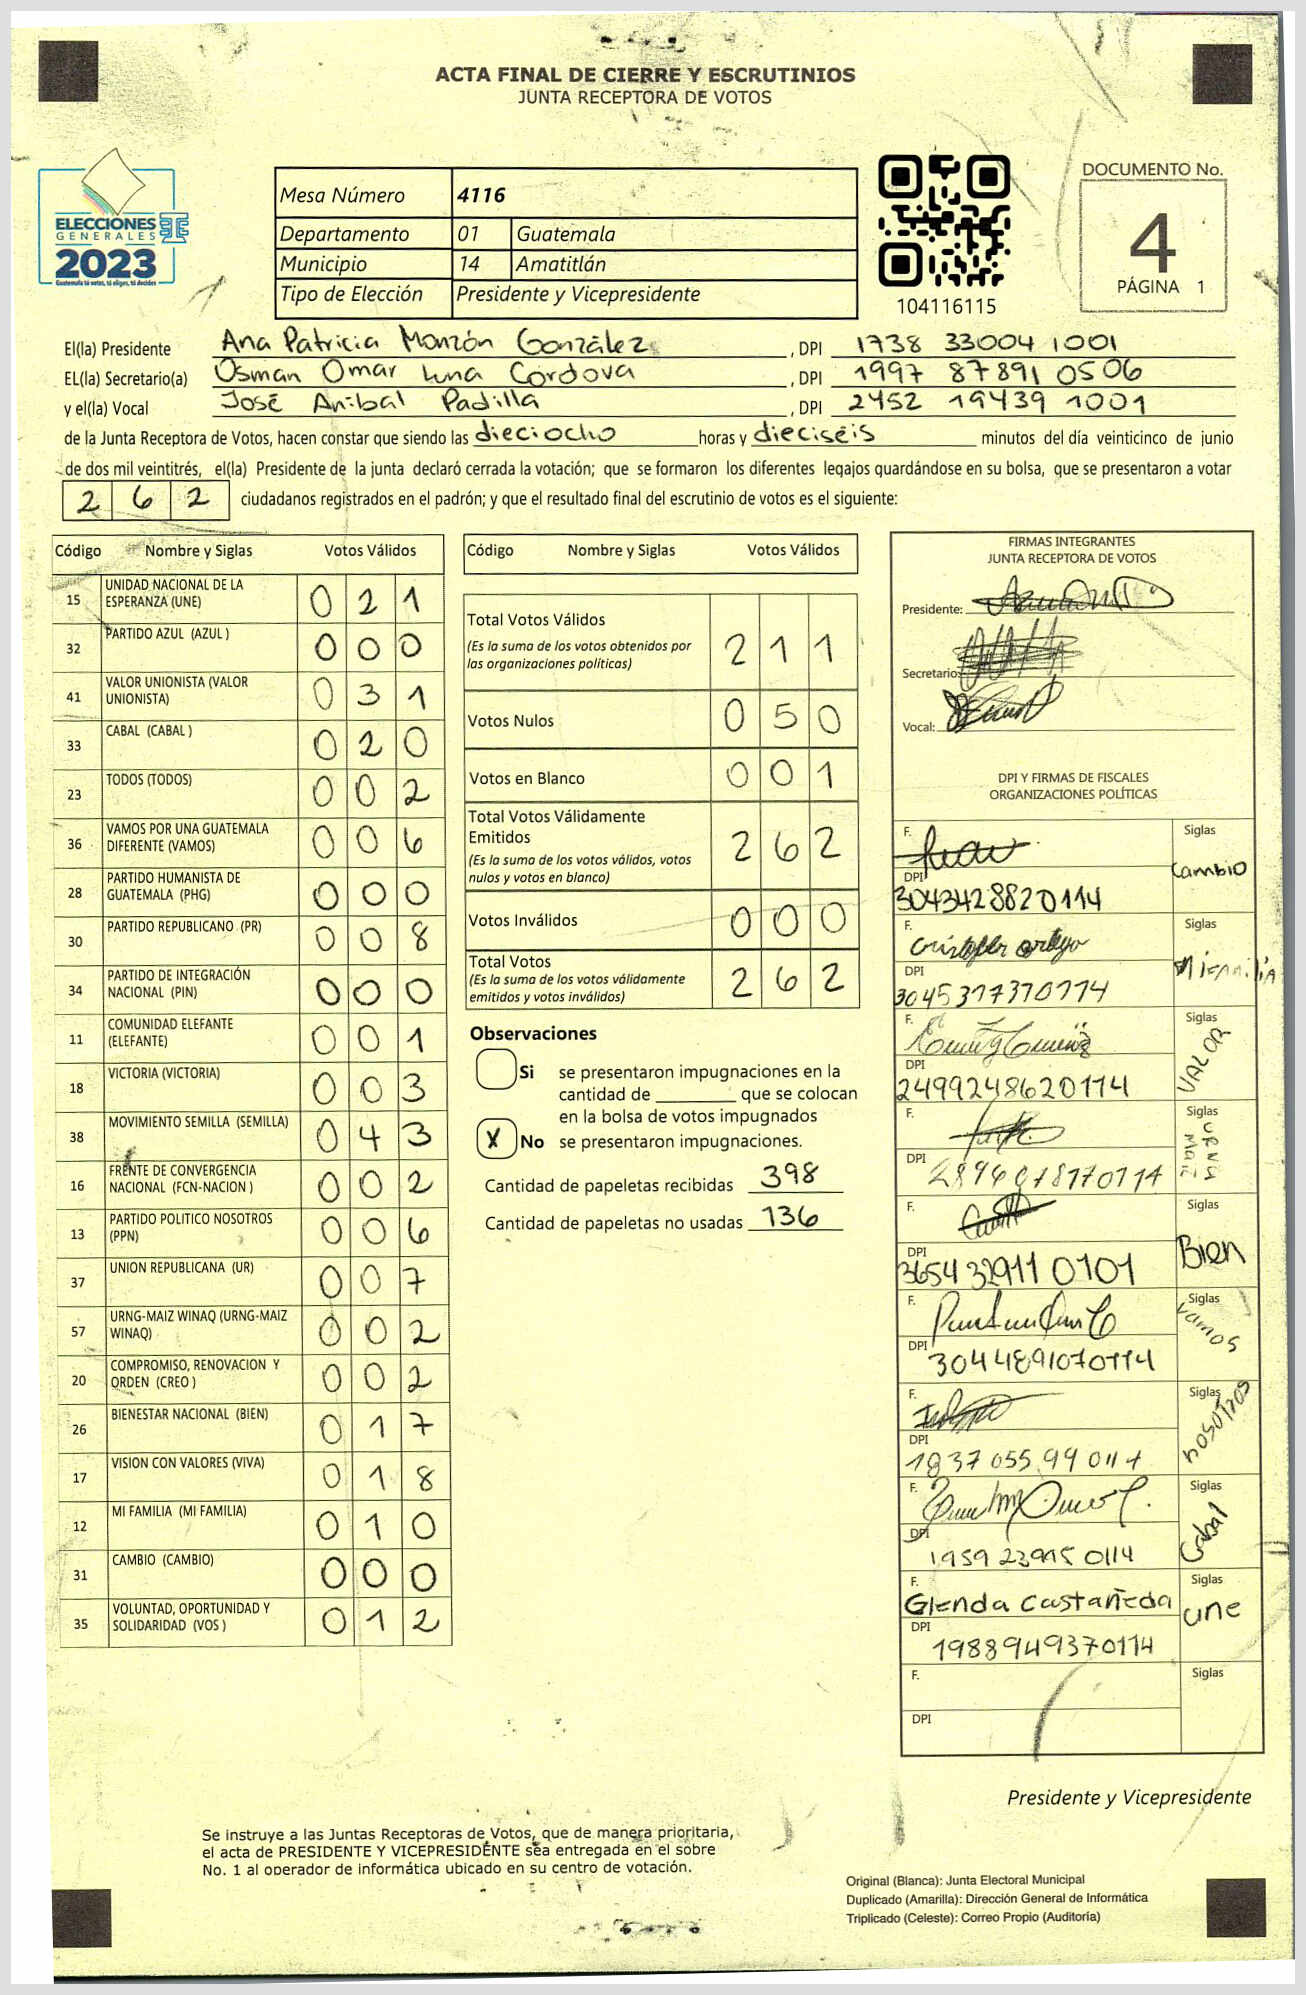 ACTA FINAL DE CIERRE Y ESCRUTINIOS
JUNTA RECEPTORA DE VOTOS
ELECCIONES
GENERALES
2023
Guatemala tú votas, tú eliges, tú decides
Mesa Número 4116
Departamento 01 Guatemala
Municipio 14 Amatitlán
Tipo de Elección Presidente y Vicepresidente
104116115
DOCUMENTO No.
4
PÁGINA 1
El(la) Presidente Ana Patricia Monzón González, DPI 1738 33004 1001
EL(la) Secretario(a) Osman Omar Luna Cordova, DPI 1997 87891 0506
y el(la) Vocal José Anibal Padilla, DPI 2452 19439 1001
de la Junta Receptora de Votos, hacen constar que siendo las dieciocho horas y dieciséis minutos del día veinticinco de junio
de dos mil veintitrés, el(la) Presidente de la junta declaró cerrada la votación; que se formaron los diferentes legajos guardándose en su bolsa, que se presentaron a votar
2 6 2 ciudadanos registrados en el padrón; y que el resultado final del escrutinio de votos es el siguiente:
Código Nombre y Siglas Votos Válidos
15 UNIDAD NACIONAL DE LA ESPERANZA (UNE) 0 2 1
32 PARTIDO AZUL (AZUL ) 0 0 0
41 VALOR UNIONISTA (VALOR UNIONISTA) 0 3 1
33 CABAL (CABAL ) 0 2 0
23 TODOS (TODOS) 0 0 2
36 VAMOS POR UNA GUATEMALA DIFERENTE (VAMOS) 0 0 6
28 PARTIDO HUMANISTA DE GUATEMALA (PHG) 0 0 0
30 PARTIDO REPUBLICANO (PR) 0 0 8
34 PARTIDO DE INTEGRACIÓN NACIONAL (PIN) 0 0 0
11 COMUNIDAD ELEFANTE (ELEFANTE) 0 0 1
18 VICTORIA (VICTORIA) 0 0 3
38 MOVIMIENTO SEMILLA (SEMILLA) 0 4 3
16 FRENTE DE CONVERGENCIA NACIONAL (FCN-NACION ) 0 0 2
13 PARTIDO POLITICO NOSOTROS (PPN) 0 0 6
37 UNION REPUBLICANA (UR) 0 0 7
57 URNG-MAIZ WINAQ (URNG-MAIZ WINAQ) 0 0 2
20 COMPROMISO, RENOVACION Y ORDEN (CREO ) 0 0 2
26 BIENESTAR NACIONAL (BIEN) 0 1 7
17 VISION CON VALORES (VIVA) 0 1 8
12 MI FAMILIA (MI FAMILIA) 0 1 0
31 CAMBIO (CAMBIO) 0 0 0
35 VOLUNTAD, OPORTUNIDAD Y SOLIDARIDAD (VOS ) 0 1 2
Código Nombre y Siglas Votos Válidos
Total Votos Válidos 2 1 1
(Es la suma de los votos obtenidos por
las organizaciones políticas)
Votos Nulos 0 5 0
Votos en Blanco 0 0 1
Total Votos Válidamente
Emitidos 2 6 2
(Es la suma de los votos válidos, votos
nulos y votos en blanco)
Votos Inválidos 0 0 0
Total Votos 2 6 2
(Es la suma de los votos válidamente
emitidos y votos inválidos)
Observaciones
Si se presentaron impugnaciones en la
cantidad de ________ que se colocan
en la bolsa de votos impugnados
X No se presentaron impugnaciones.
Cantidad de papeletas recibidas 398
Cantidad de papeletas no usadas 136
FIRMAS INTEGRANTES
JUNTA RECEPTORA DE VOTOS
Presidente:
Secretario:
Vocal:
DPI Y FIRMAS DE FISCALES
ORGANIZACIONES POLÍTICAS
F. Siglas Cambio
DPI 3043428820114
F. Siglas Mi familia
DPI 3045377370114
F. Siglas VALOR
DPI 2499248620114
F. Siglas URNG MAIZ
DPI
F. Siglas Bien
DPI 3654 32911 0101
F. Siglas Vamos
DPI 3044891070114
F. Siglas nosotros
DPI 1837 055 99 0114
F. Siglas Cabal
DPI 1959 23915 0114
F. Glenda Castañeda Siglas une
DPI 1988949370114
F. Siglas
DPI
Presidente y Vicepresidente
Se instruye a las Juntas Receptoras de Votos, que de manera prioritaria,
el acta de PRESIDENTE Y VICEPRESIDENTE sea entregada en el sobre
No. 1 al operador de informática ubicado en su centro de votación.
Original (Blanca): Junta Electoral Municipal
Duplicado (Amarilla): Dirección General de Informática
Triplicado (Celeste): Correo Propio (Auditoría)